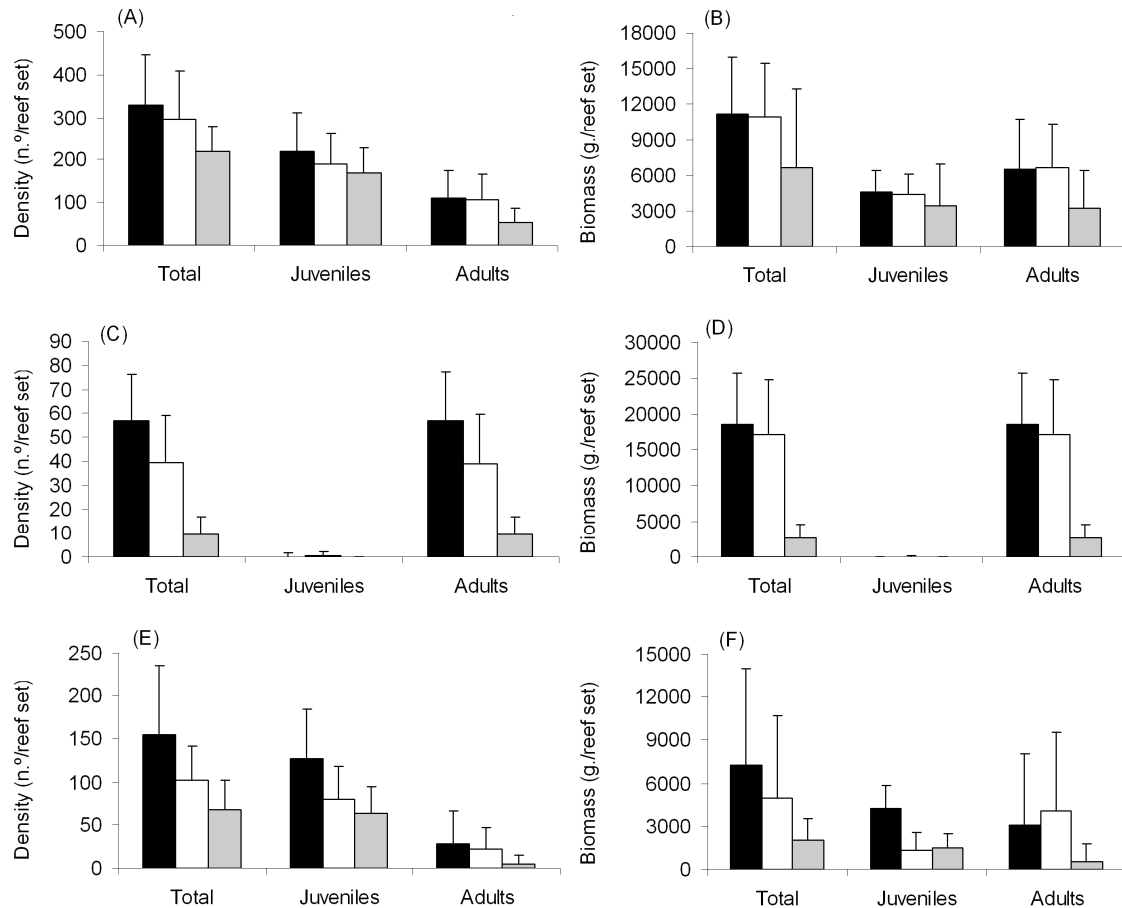 (A)
Density (n.º/reef set)
500
400
300
200
100
0
Total Juveniles Adults
(B)
Biomass (g./reef set)
18000
15000
12000
9000
6000
3000
0
Total Juveniles Adults
(C)
Density (n.º/reef set)
90
80
70
60
50
40
30
20
10
0
Total Juveniles Adults
(D)
Biomass (g./reef set)
30000
25000
20000
15000
10000
5000
0
Total Juveniles Adults
(E)
Density (n.º/reef set)
250
200
150
100
50
0
Total Juveniles Adults
(F)
Biomass (g./reef set)
15000
12000
9000
6000
3000
0
Total Juveniles Adults